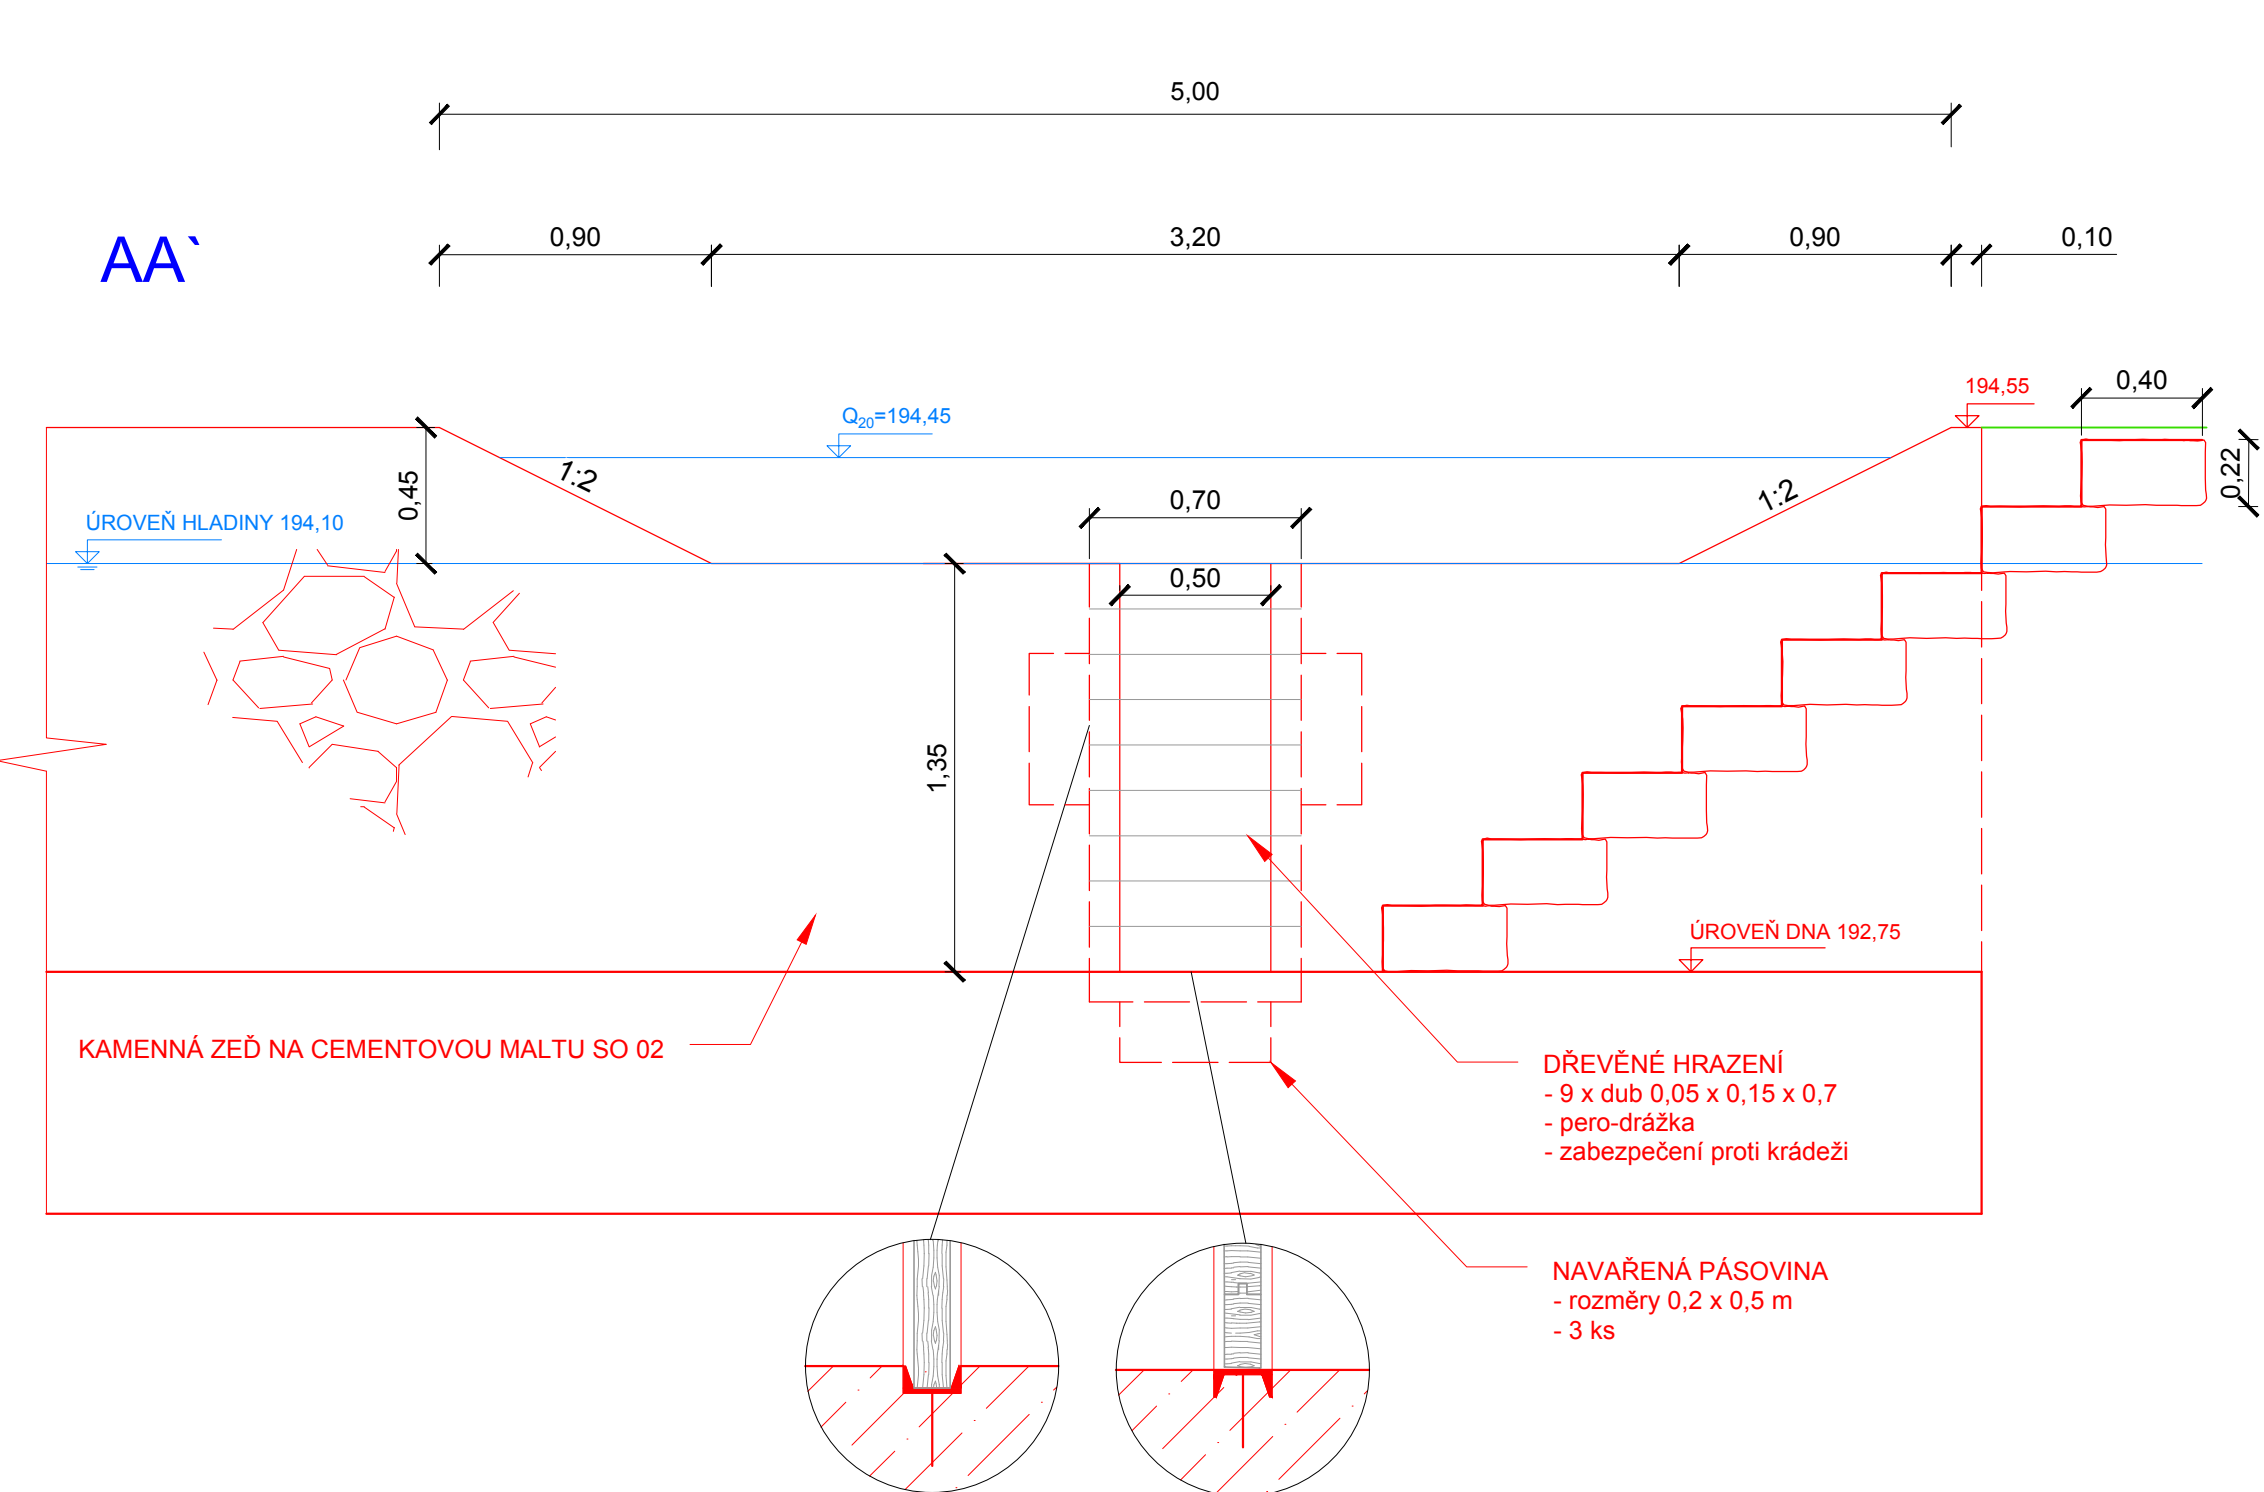 5,00
AA`
0,90
3,20
0,90
0,10
194,55
0,40
Q20=194,45
1:2
1:2
0,45
0,22
0,70
ÚROVEŇ HLADINY 194,10
0,50
1,35
ÚROVEŇ DNA 192,75
KAMENNÁ ZEĎ NA CEMENTOVOU MALTU SO 02
DŘEVĚNÉ HRAZENÍ
- 9 x dub 0,05 x 0,15 x 0,7
- pero-drážka
- zabezpečení proti krádeži
NAVAŘENÁ PÁSOVINA
- rozměry 0,2 x 0,5 m
- 3 ks